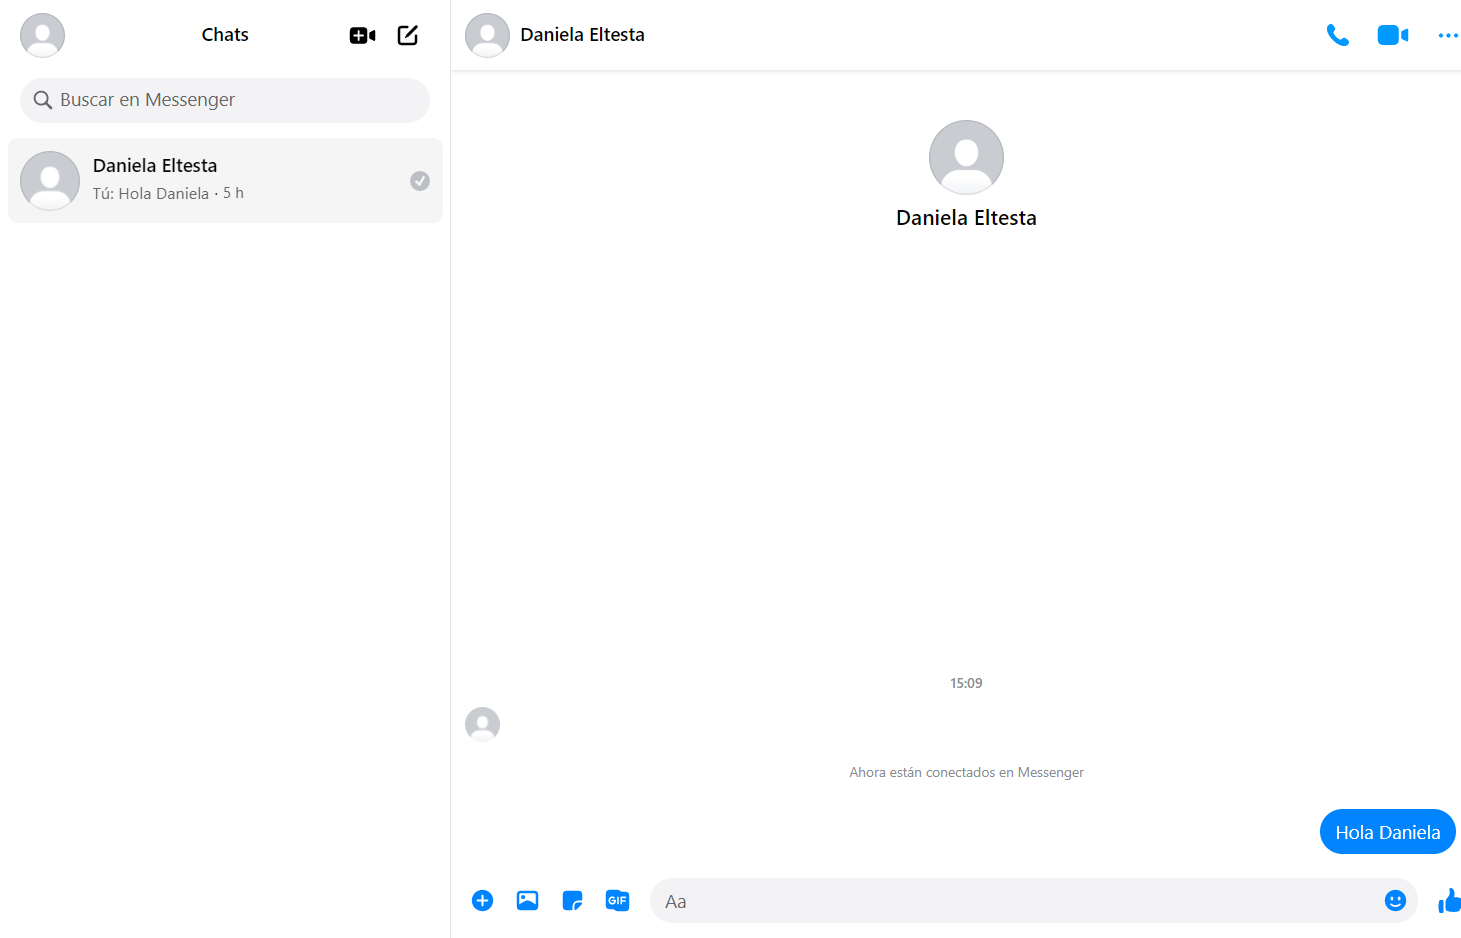 Chats
Buscar en Messenger
Daniela Eltesta
Tú: Hola Daniela · 5 h
Daniela Eltesta
Daniela Eltesta
15:09
Ahora están conectados en Messenger
Hola Daniela
GIF
Aa